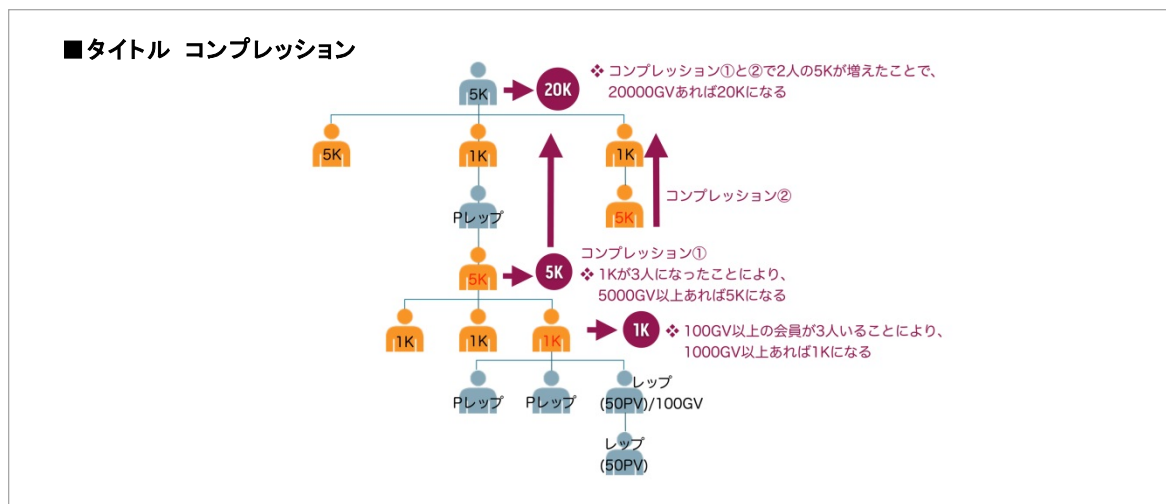 ■タイトル コンプレッション
5K
20K
❖ コンプレッション①と②で2人の5Kが増えたことで、
20000GVあれば20Kになる
5K
1K
1K
Pレップ
5K
コンプレッション②
5K
5K
コンプレッション①
❖ 1Kが3人になったことにより、
5000GV以上あれば5Kになる
1K
1K
1K
1K
❖ 100GV以上の会員が3人いることにより、
1000GV以上あれば1Kになる
Pレップ
Pレップ
レップ
(50PV)/100GV
レップ
(50PV)